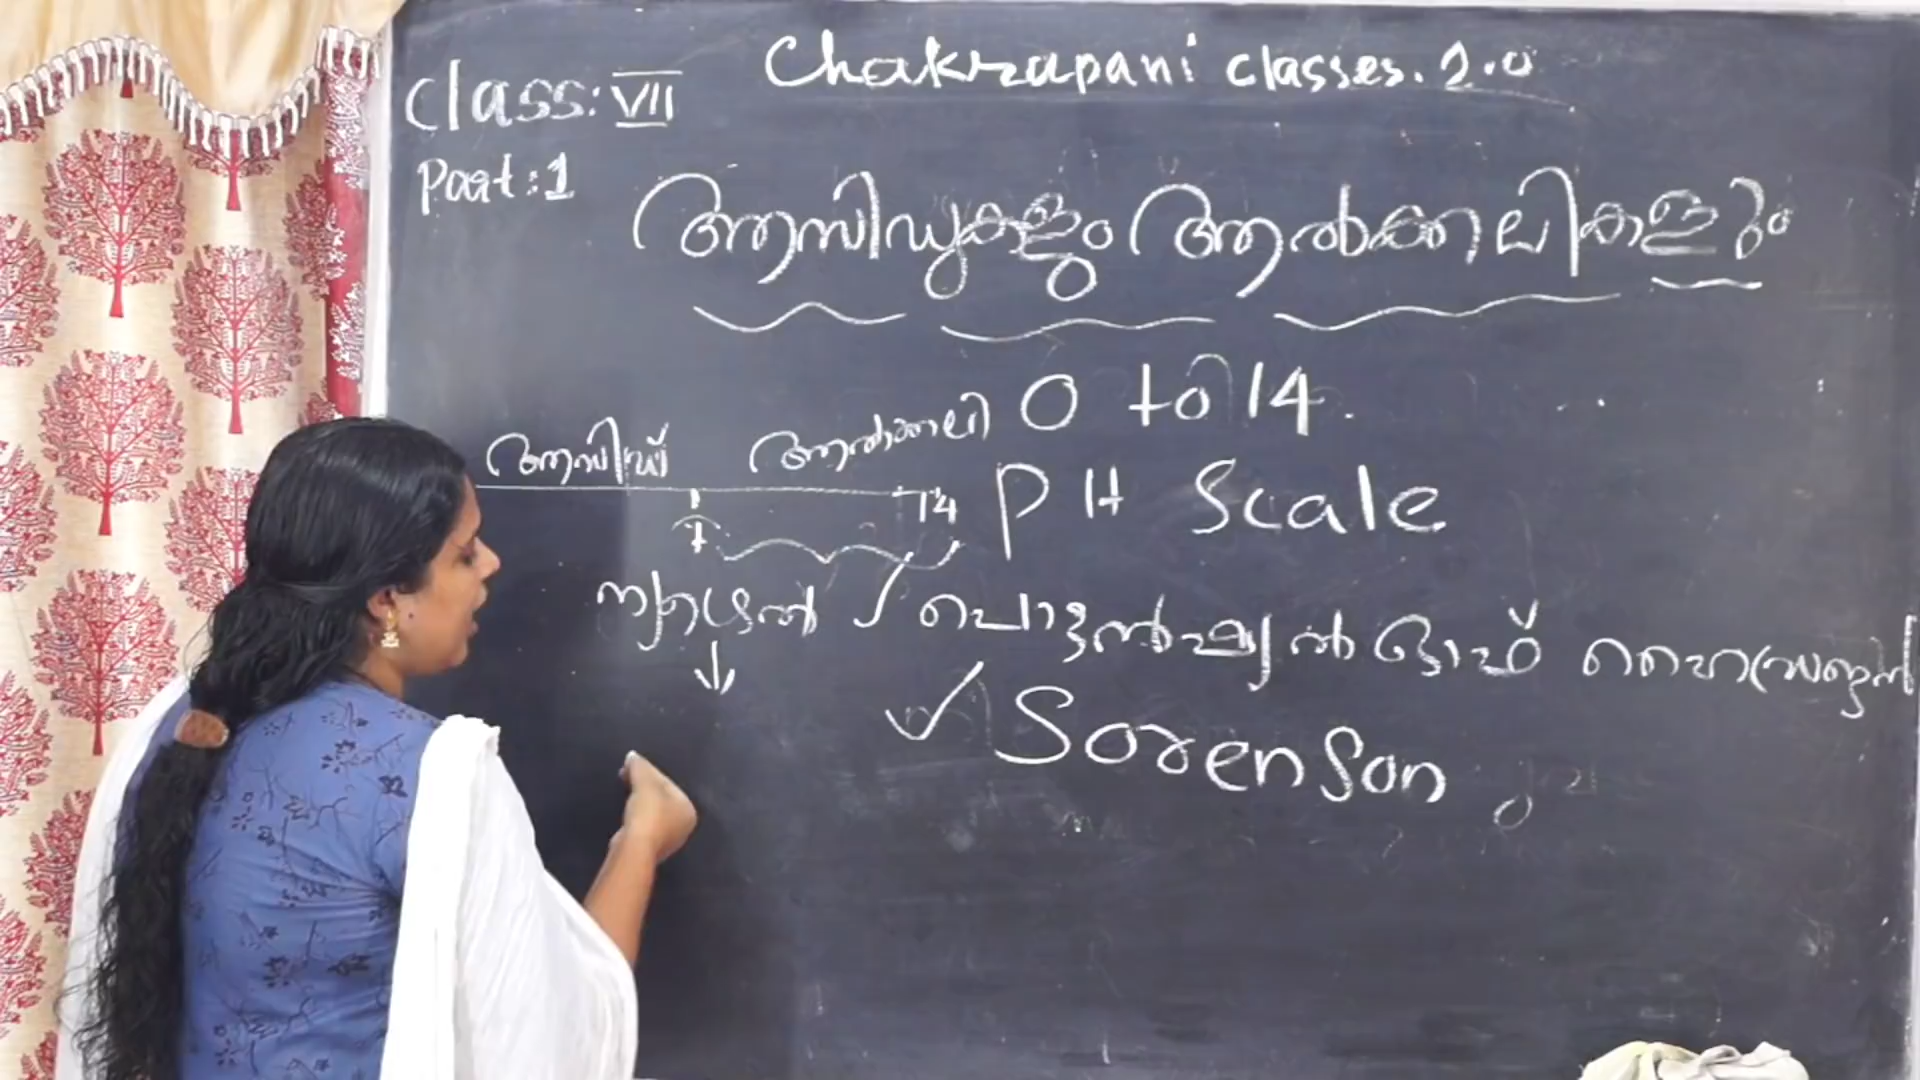 Chakrapani classes. 2.0
Class: VII
Part: 1
ആസിഡുകളും ആൽക്കലികളും
0 to 14.
ആസിഡ് ആൽക്കലി
7 14
PH Scale
ന്യൂട്രൽ
പൊട്ടൻഷ്യൽ ഓഫ് ഹൈഡ്രജൻ
Sorenson